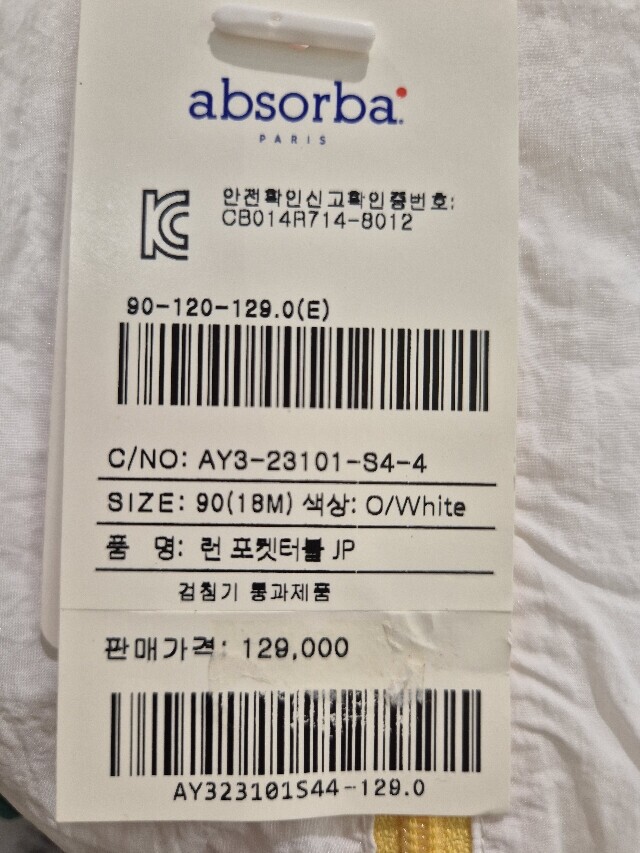 absorba
PARIS
안전확인신고확인증번호:
CB014R714-8012
90-120-129.0(E)
C/NO: AY3-23101-S4-4
SIZE: 90(18M) 색상: O/White
품 명: 런 포켓터블 JP
검침기 통과제품
판매가격: 129,000
AY323101S44-129.0